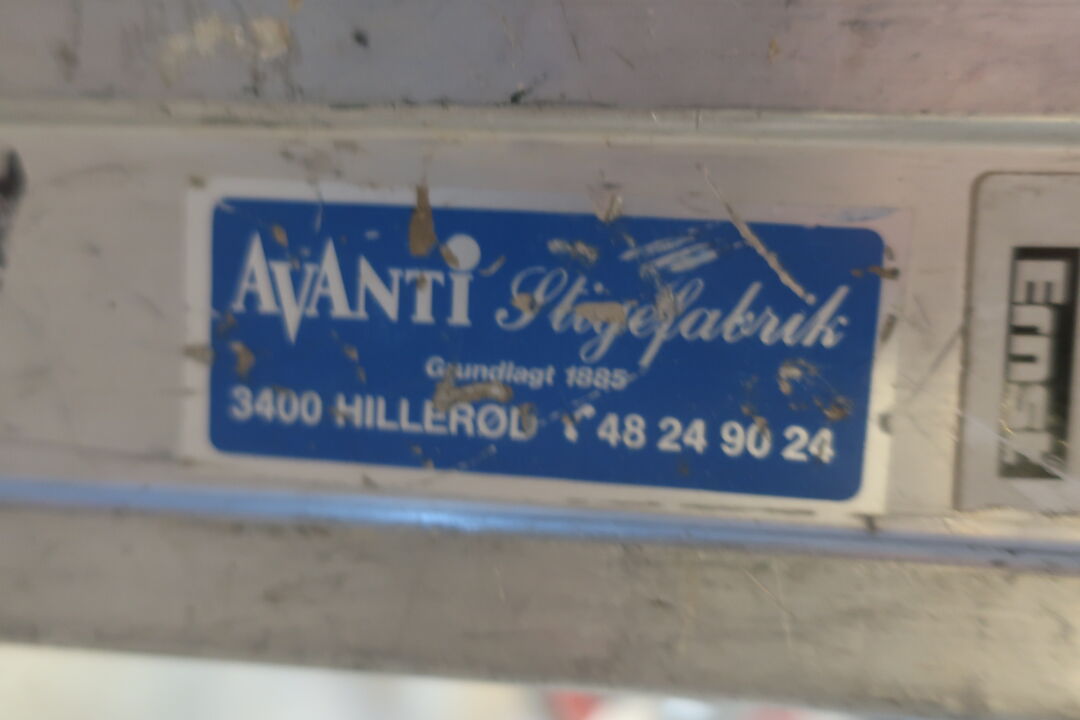 AVANTi Stigefabrik
Grundlagt 1885
3400 HILLERØD 48 24 90 24